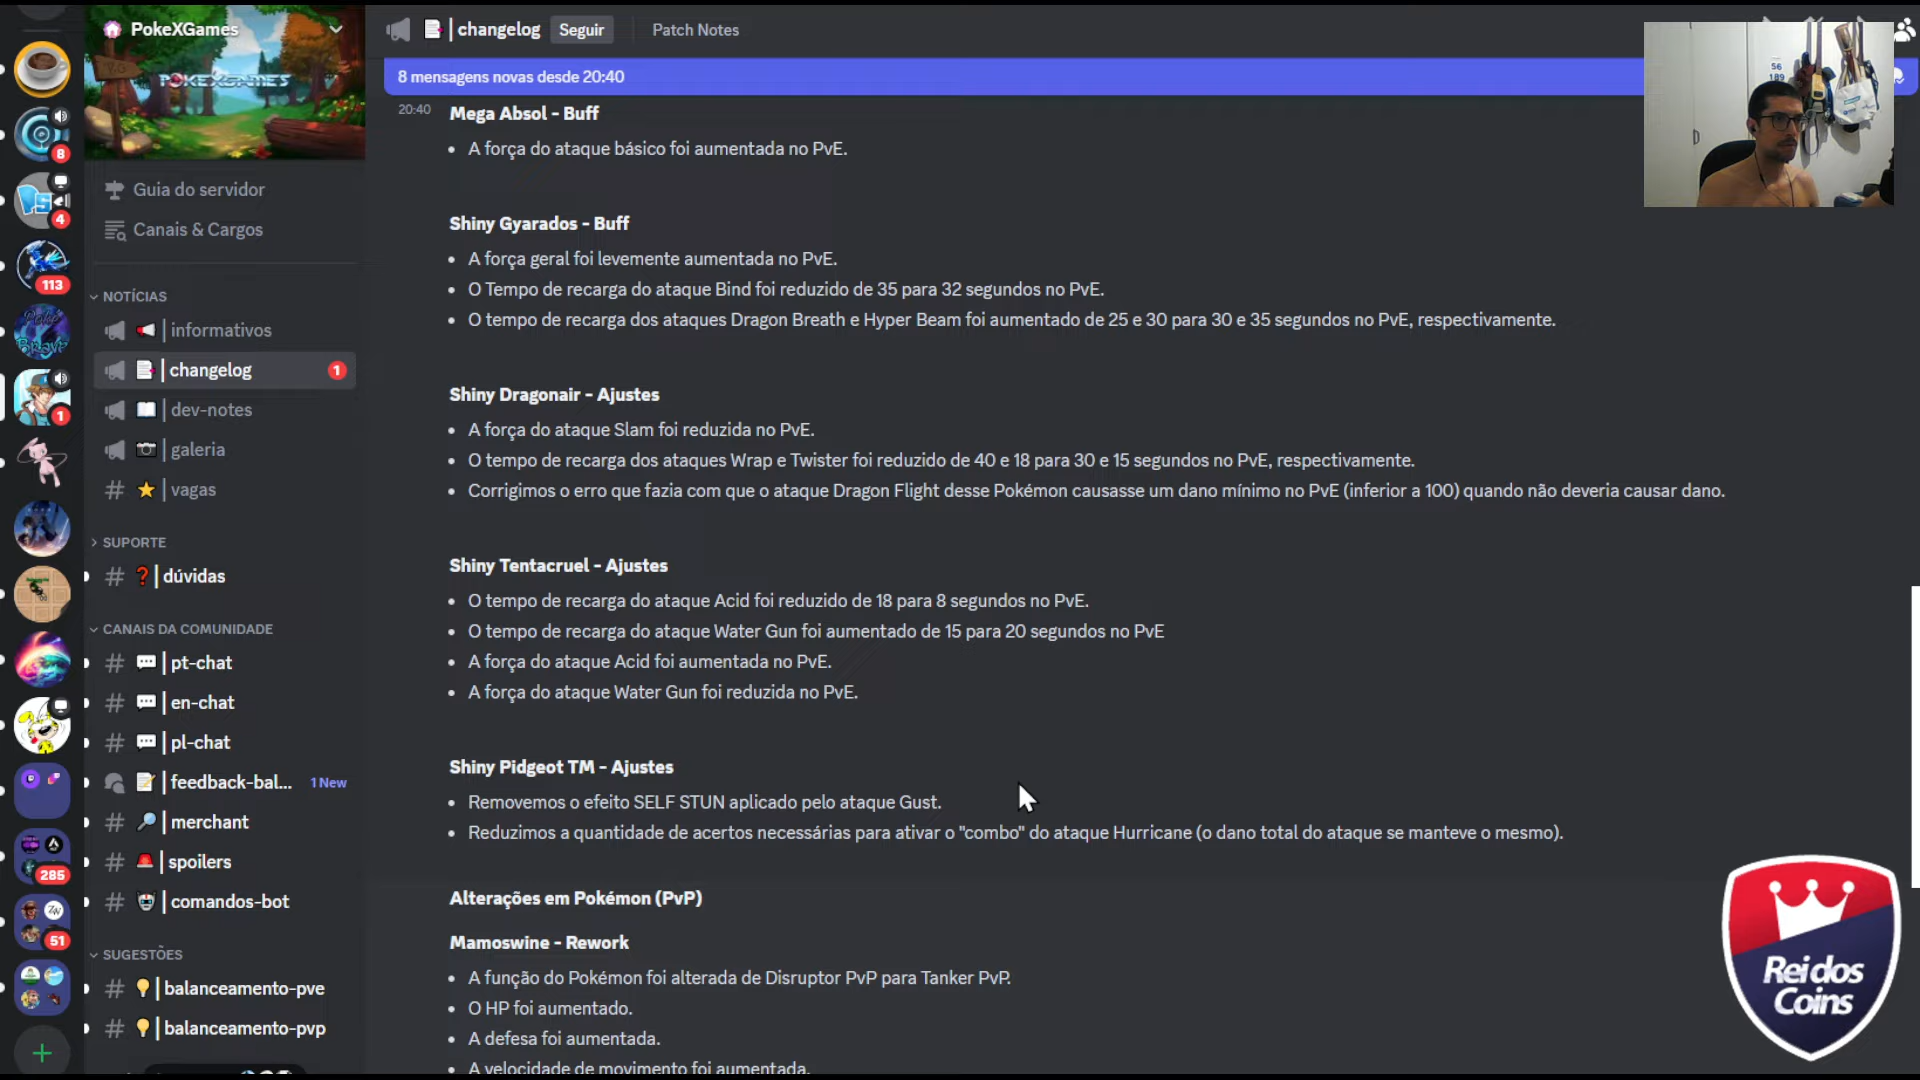 PokeXGames
POKEXGAMES
Guia do servidor
Canais & Cargos
NOTÍCIAS
informativos
changelog
1
dev-notes
galeria
vagas
SUPORTE
dúvidas
CANAIS DA COMUNIDADE
pt-chat
en-chat
pl-chat
feedback-bal...
1 New
merchant
spoilers
comandos-bot
SUGESTÕES
balanceamento-pve
balanceamento-pvp
8
4
113
1
285
51
changelog
Seguir
Patch Notes
8 mensagens novas desde 20:40
20:40
Mega Absol - Buff
• A força do ataque básico foi aumentada no PvE.
Shiny Gyarados - Buff
• A força geral foi levemente aumentada no PvE.
• O Tempo de recarga do ataque Bind foi reduzido de 35 para 32 segundos no PvE.
• O tempo de recarga dos ataques Dragon Breath e Hyper Beam foi aumentado de 25 e 30 para 30 e 35 segundos no PvE, respectivamente.
Shiny Dragonair - Ajustes
• A força do ataque Slam foi reduzida no PvE.
• O tempo de recarga dos ataques Wrap e Twister foi reduzido de 40 e 18 para 30 e 15 segundos no PvE, respectivamente.
• Corrigimos o erro que fazia com que o ataque Dragon Flight desse Pokémon causasse um dano mínimo no PvE (inferior a 100) quando não deveria causar dano.
Shiny Tentacruel - Ajustes
• O tempo de recarga do ataque Acid foi reduzido de 18 para 8 segundos no PvE.
• O tempo de recarga do ataque Water Gun foi aumentado de 15 para 20 segundos no PvE
• A força do ataque Acid foi aumentada no PvE.
• A força do ataque Water Gun foi reduzida no PvE.
Shiny Pidgeot TM - Ajustes
• Removemos o efeito SELF STUN aplicado pelo ataque Gust.
• Reduzimos a quantidade de acertos necessárias para ativar o "combo" do ataque Hurricane (o dano total do ataque se manteve o mesmo).
Alterações em Pokémon (PvP)
Mamoswine - Rework
• A função do Pokémon foi alterada de Disruptor PvP para Tanker PvP.
• O HP foi aumentado.
• A defesa foi aumentada.
• A velocidade de movimento foi aumentada.
56
189
Rei dos
Coins